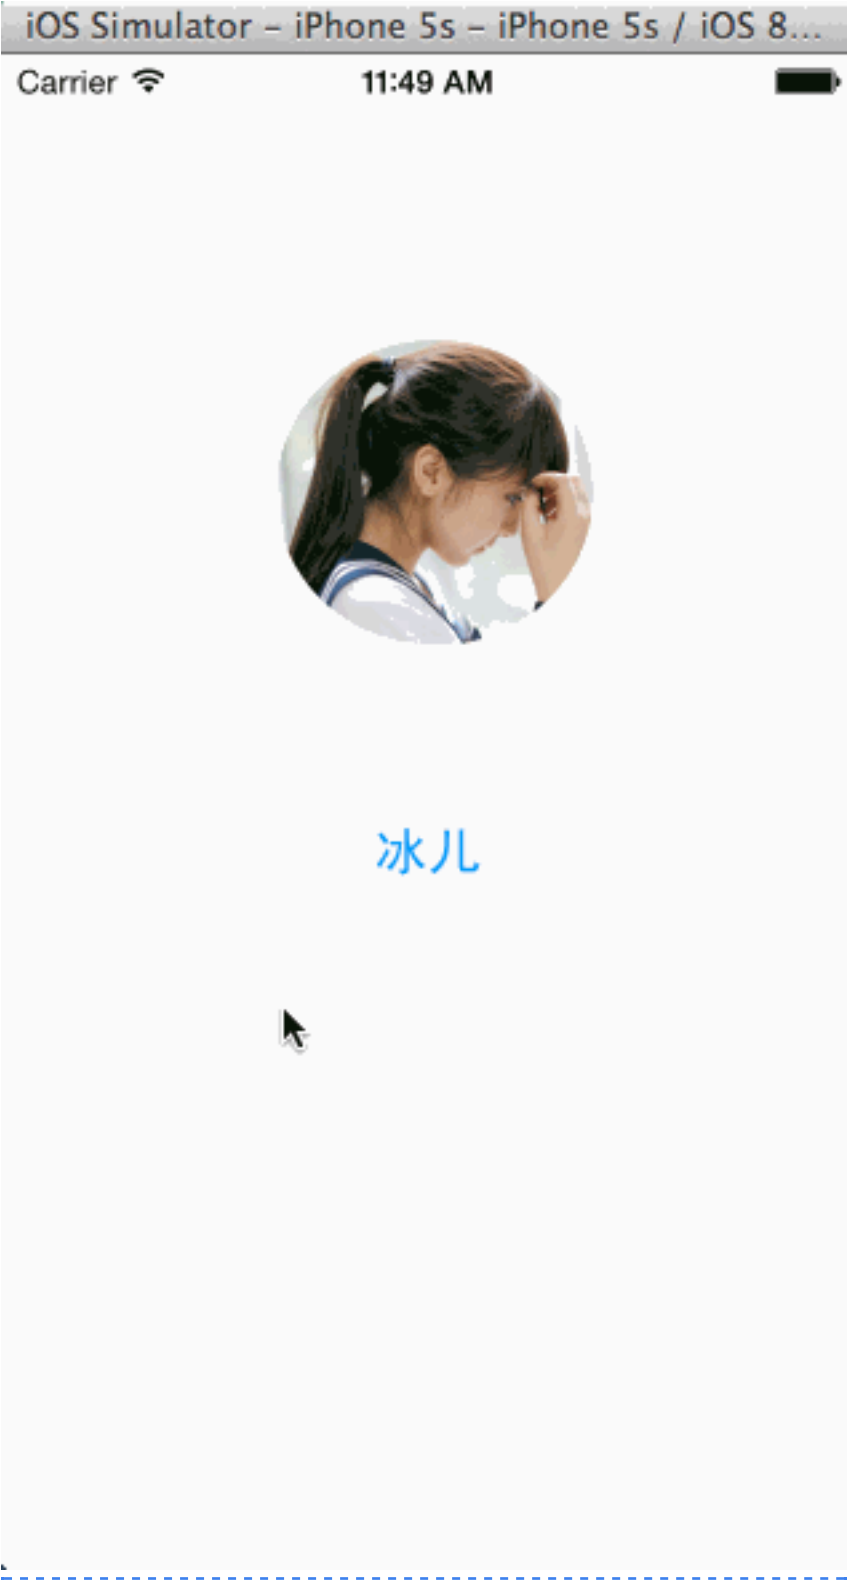 iOS Simulator – iPhone 5s – iPhone 5s / iOS 8...
Carrier 11:49 AM
冰儿